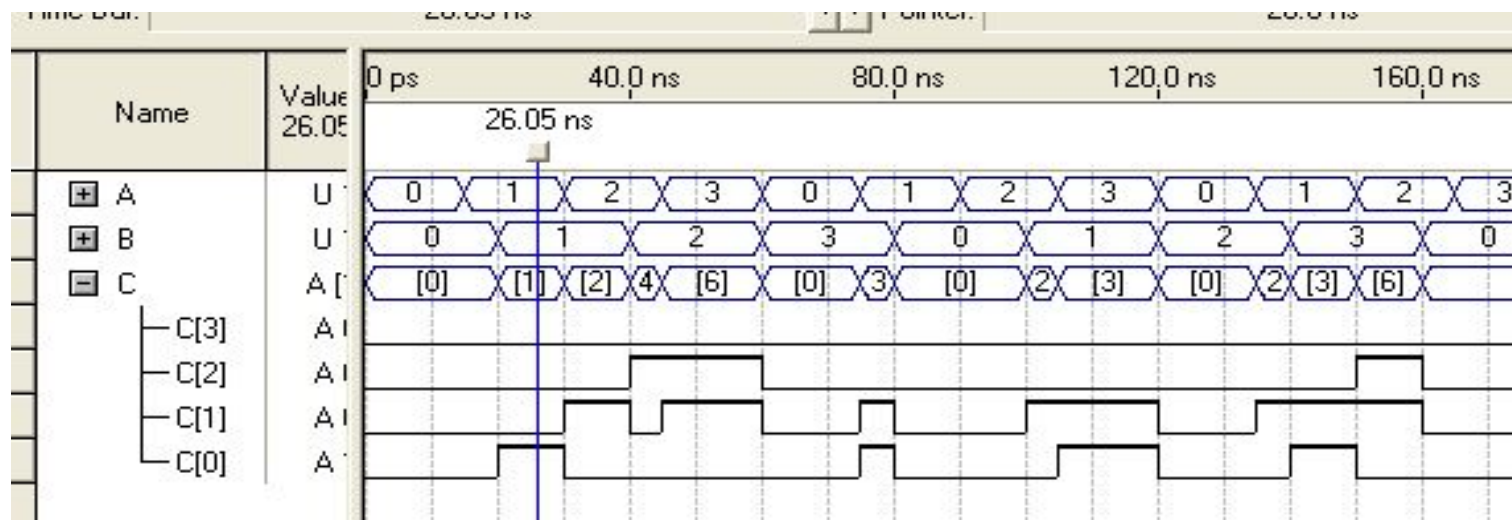 0 ps 40.0 ns 80.0 ns 120.0 ns 160.0 ns
Name Value
26.05
26.05 ns
A U 0 1 2 3 0 1 2 3 0 1 2 3
B U 0 1 2 3 0 1 2 3 0
C A [ [0] [1] [2] 4 [6] [0] 3 [0] 2 [3] [0] 2 [3] [6]
C[3] A
C[2] A
C[1] A
C[0] A